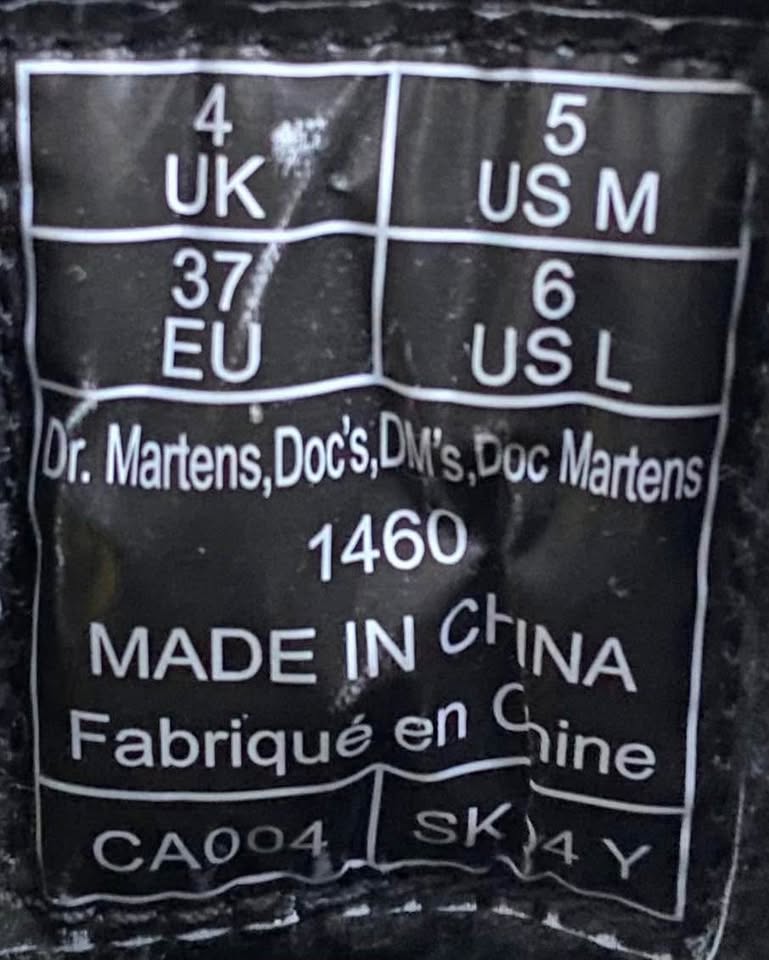 4
UK
5
US M
37
EU
6
US L
Dr. Martens,Doc's,DM's,Doc Martens
1460
MADE IN CHINA
Fabriqué en Chine
CA004
Y